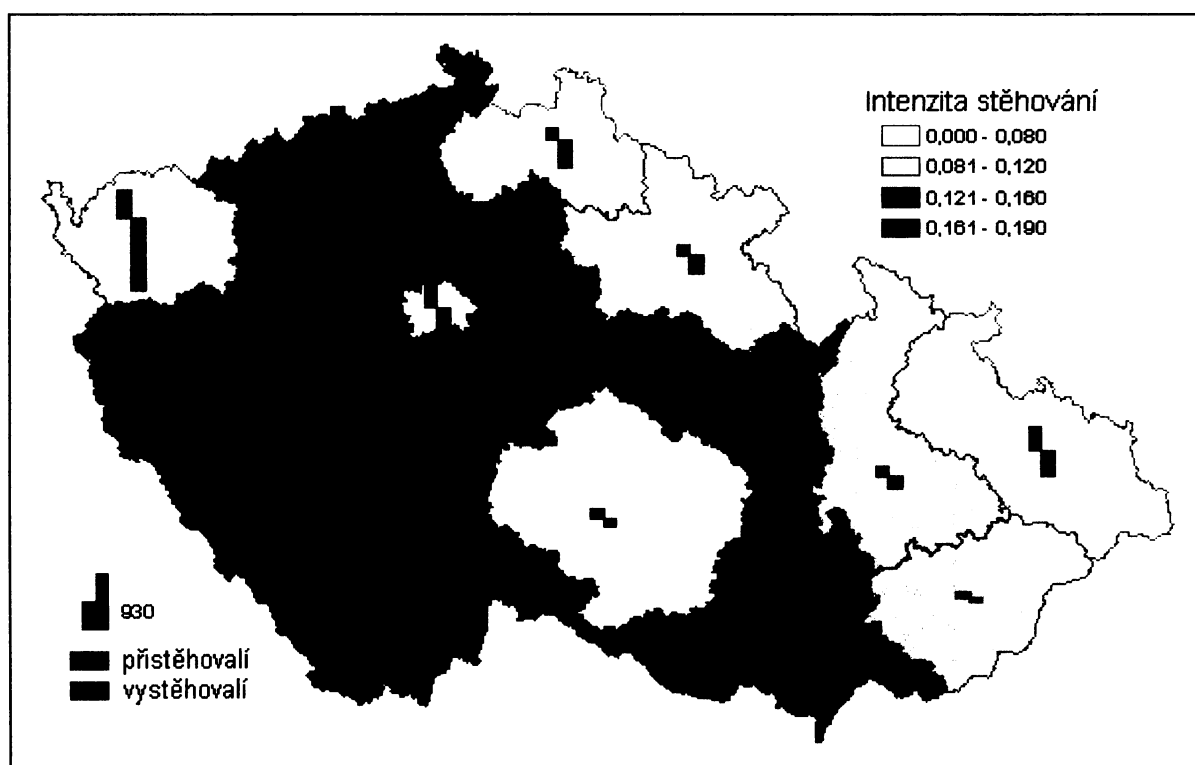 Intenzita stěhování
0,000 - 0,080
0,081 - 0,120
0,121 - 0,160
0,161 - 0,190
930
přistěhovalí
vystěhovalí